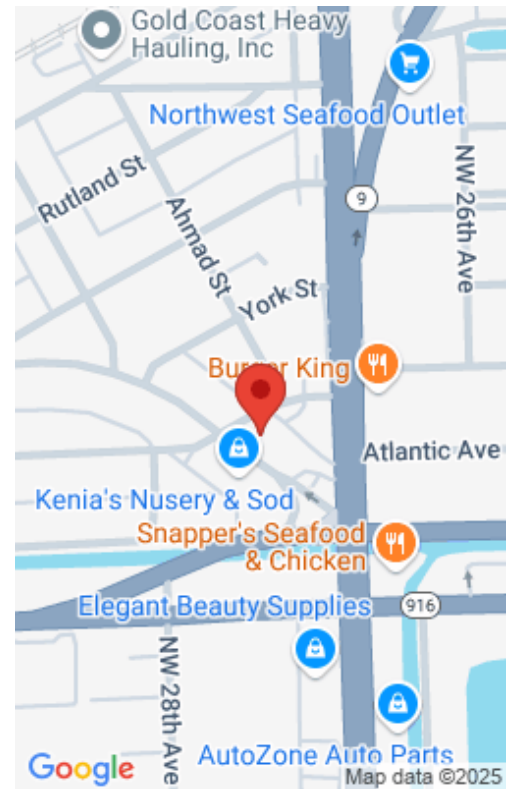 Gold Coast Heavy
Hauling, Inc
Northwest Seafood Outlet
Rutland St
9
NW 26th Ave
Ahmad St
York St
Burger King
Atlantic Ave
Kenia's Nusery & Sod
Snapper's Seafood
& Chicken
Elegant Beauty Supplies
916
NW 28th Ave
AutoZone Auto Parts
Google
Map data ©2025